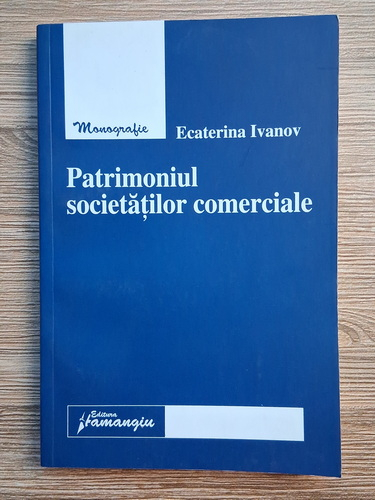 Monografie
Ecaterina Ivanov
Patrimoniul
societăților comerciale
Editura
Hamangiu